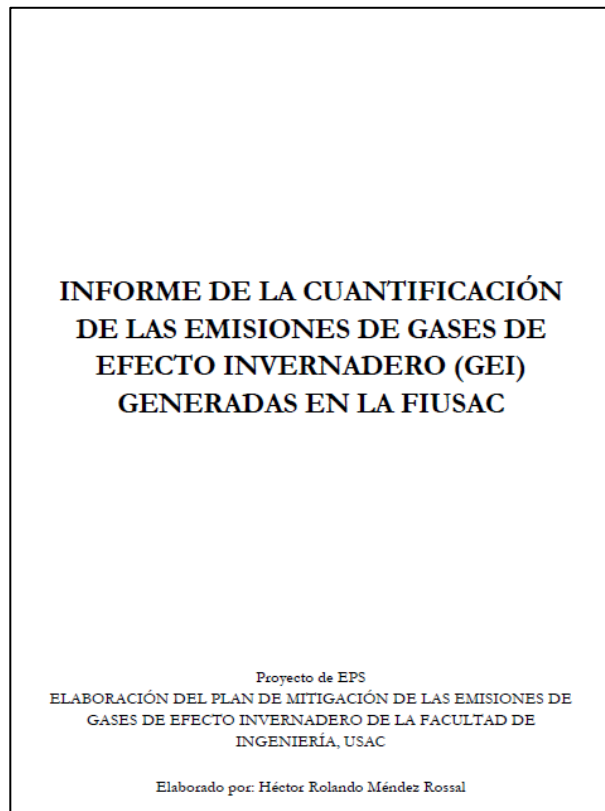 INFORME DE LA CUANTIFICACIÓN
DE LAS EMISIONES DE GASES DE
EFECTO INVERNADERO (GEI)
GENERADAS EN LA FIUSAC
Proyecto de EPS
ELABORACIÓN DEL PLAN DE MITIGACIÓN DE LAS EMISIONES DE
GASES DE EFECTO INVERNADERO DE LA FACULTAD DE
INGENIERÍA, USAC
Elaborado por: Héctor Rolando Méndez Rossal